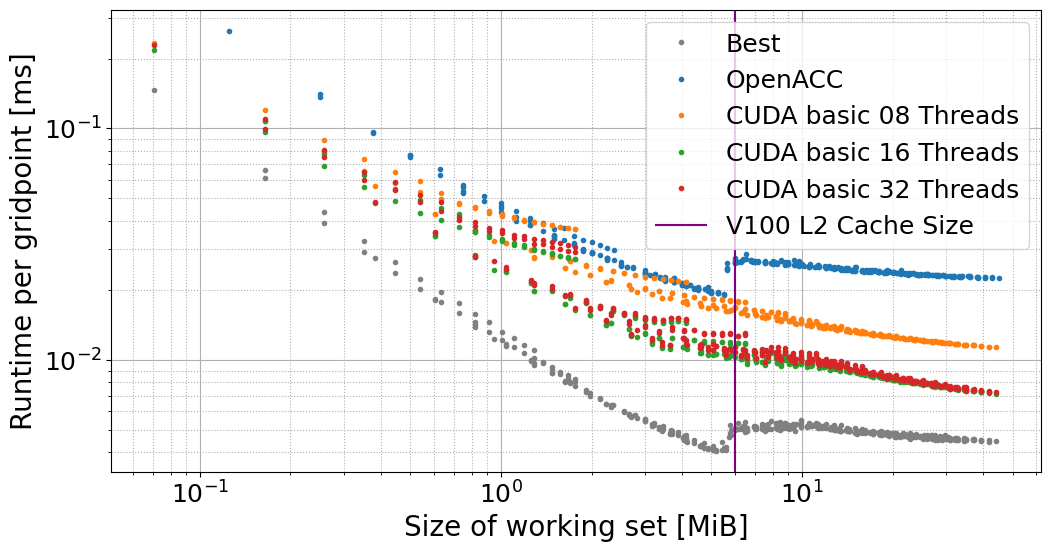 Best
OpenACC
CUDA basic 08 Threads
CUDA basic 16 Threads
CUDA basic 32 Threads
V100 L2 Cache Size
Runtime per gridpoint [ms]
10⁻¹
10⁻²
10⁻¹
10⁰
10¹
Size of working set [MiB]